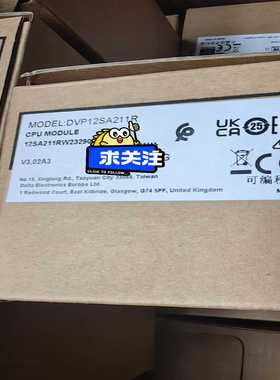 MODEL:DVP12SA211R
CPU MODULE
12SA211RW2329
V3.02A3
求关注
CLICK TO FOLLOW
UK
CA
25
可编程
No.18, Xinglong Rd., Taoyuan City 33068, Taiwan
Delta Electronics Europe Ltd.
1 Redwood Court, East Kilbride, Glasgow, G74 5PF, United Kingdom